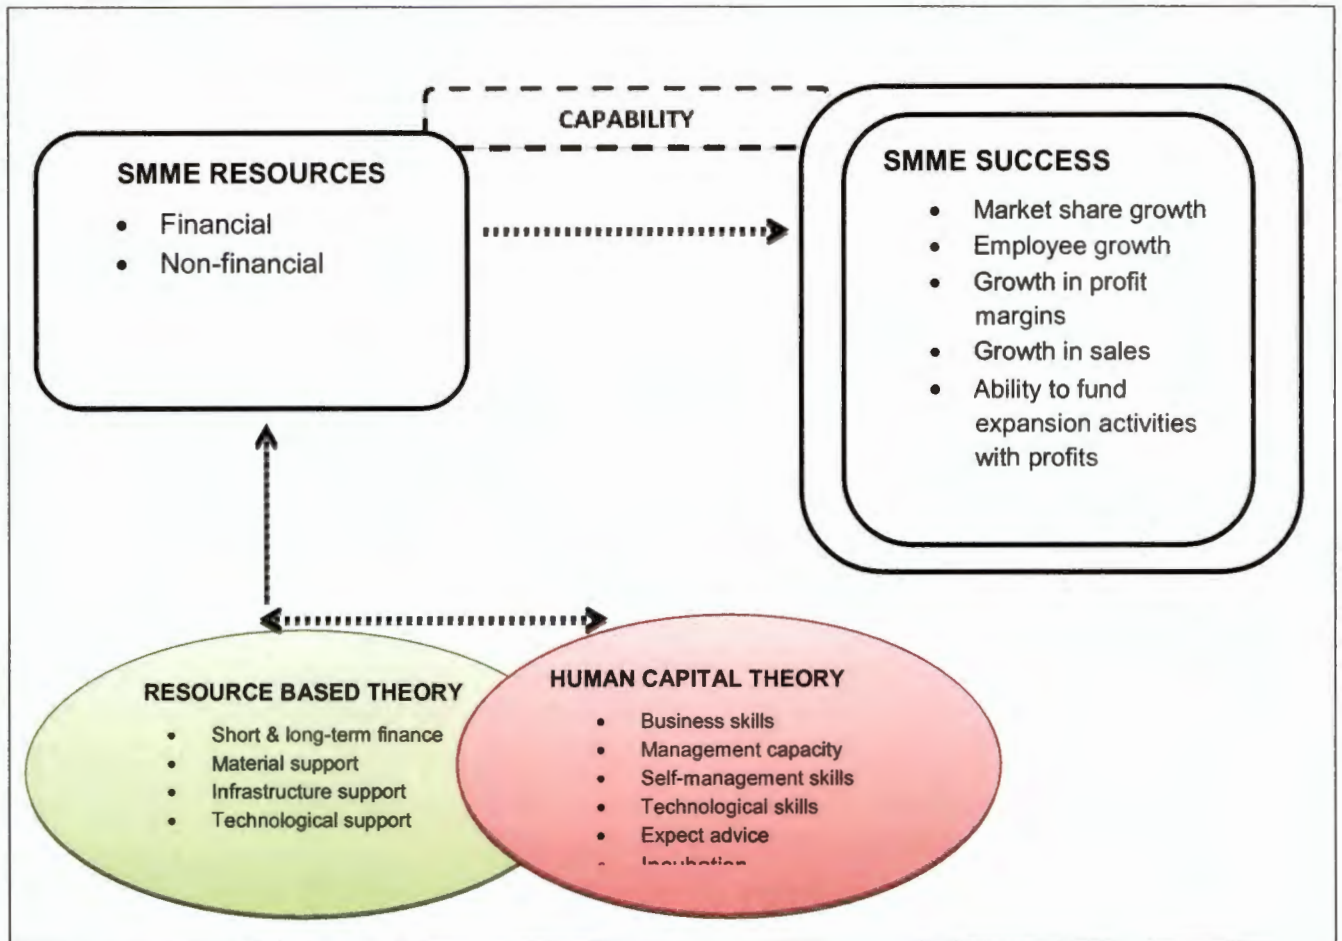 CAPABILITY
SMME RESOURCES
• Financial
• Non-financial
SMME SUCCESS
• Market share growth
• Employee growth
• Growth in profit
margins
• Growth in sales
• Ability to fund
expansion activities
with profits
RESOURCE BASED THEORY
• Short & long-term finance
• Material support
• Infrastructure support
• Technological support
HUMAN CAPITAL THEORY
• Business skills
• Management capacity
• Self-management skills
• Technological skills
• Expect advice
• Incubation